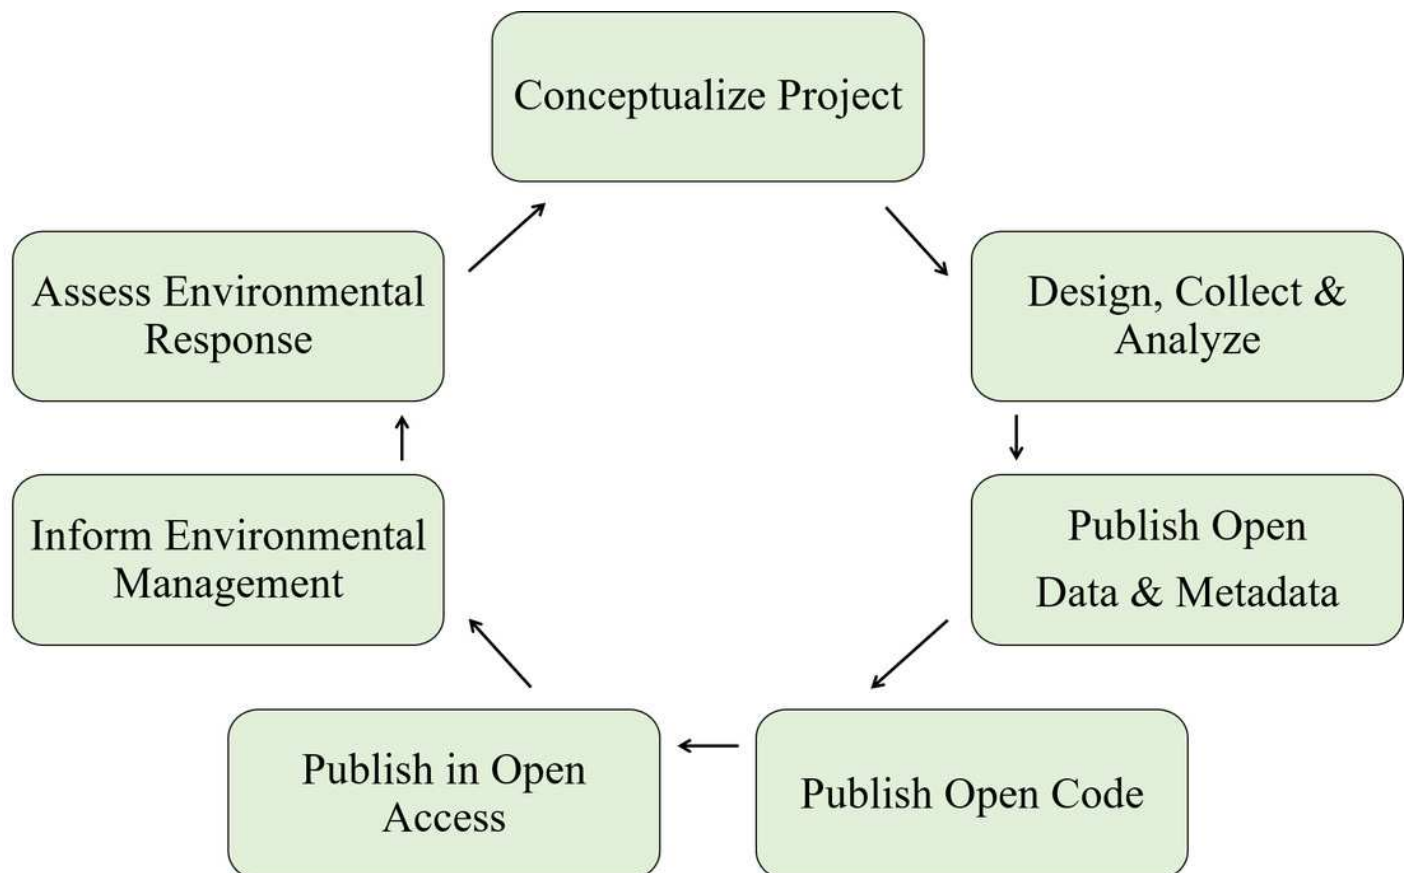 Conceptualize Project
Design, Collect &
Analyze
Publish Open
Data & Metadata
Publish Open Code
Publish in Open
Access
Inform Environmental
Management
Assess Environmental
Response